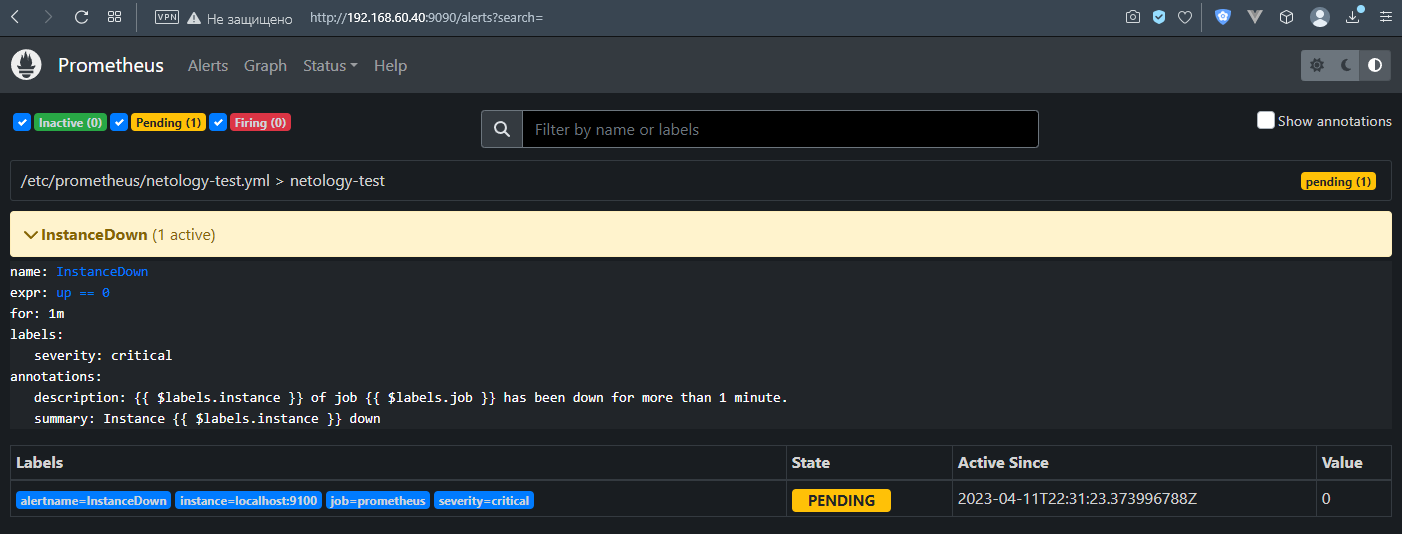 VPN Не защищено http://192.168.60.40:9090/alerts?search=
Prometheus Alerts Graph Status Help
Inactive (0) Pending (1) Firing (0) Filter by name or labels Show annotations
/etc/prometheus/netology-test.yml > netology-test pending (1)
InstanceDown (1 active)
name: InstanceDown
expr: up == 0
for: 1m
labels:
severity: critical
annotations:
description: {{ $labels.instance }} of job {{ $labels.job }} has been down for more than 1 minute.
summary: Instance {{ $labels.instance }} down
Labels State Active Since Value
alertname=InstanceDown instance=localhost:9100 job=prometheus severity=critical PENDING 2023-04-11T22:31:23.373996788Z 0